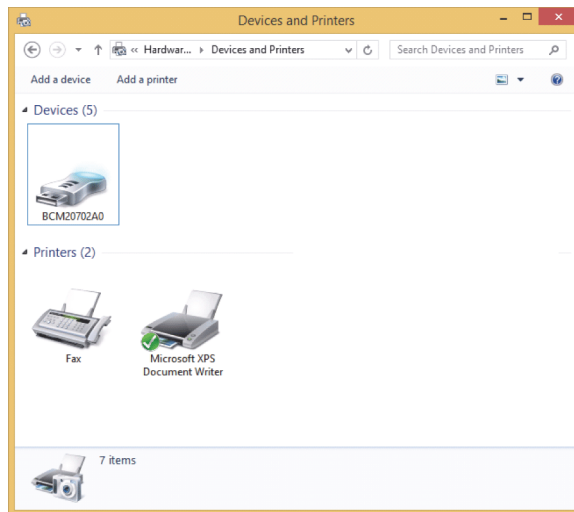 Devices and Printers
« Hardwar... ▸ Devices and Printers
Search Devices and Printers
Add a device Add a printer
Devices (5)
BCM20702A0
Printers (2)
Fax
Microsoft XPS
Document Writer
7 items